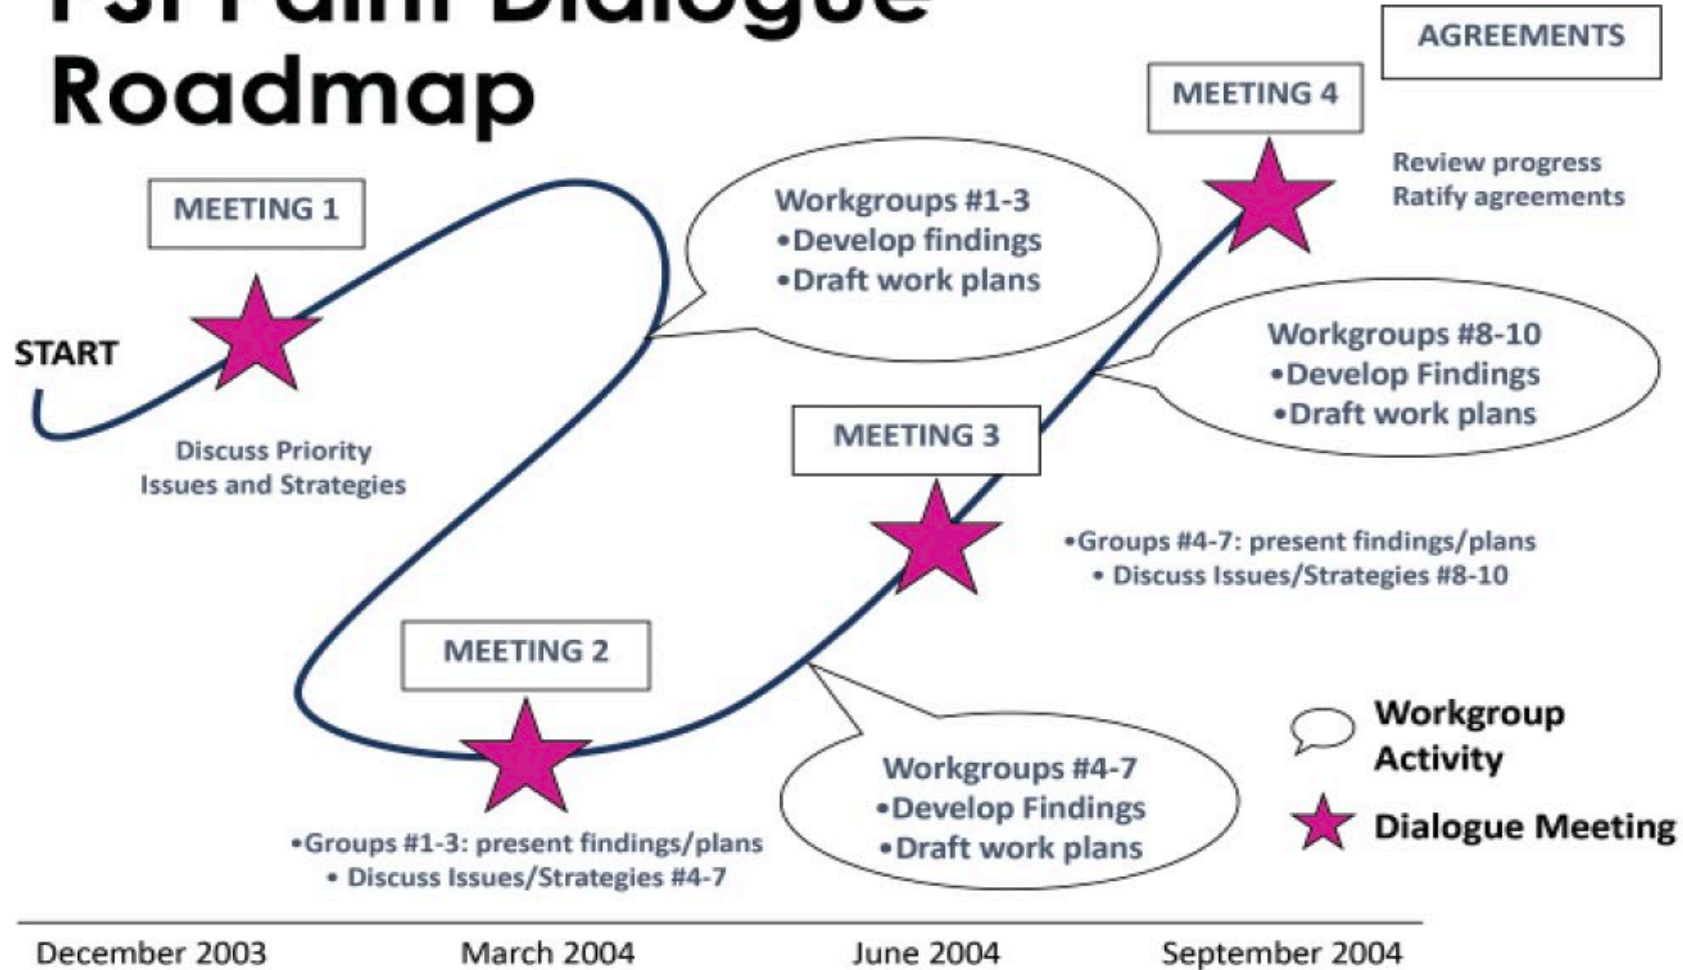 PSI Paint Dialogue
Roadmap
AGREEMENTS
MEETING 4
Review progress
Ratify agreements
MEETING 1
START
Discuss Priority
Issues and Strategies
Workgroups #1-3
•Develop findings
•Draft work plans
Workgroups #8-10
•Develop Findings
•Draft work plans
MEETING 3
•Groups #4-7: present findings/plans
• Discuss Issues/Strategies #8-10
MEETING 2
•Groups #1-3: present findings/plans
• Discuss Issues/Strategies #4-7
Workgroups #4-7
•Develop Findings
•Draft work plans
Workgroup
Activity
Dialogue Meeting
December 2003
March 2004
June 2004
September 2004